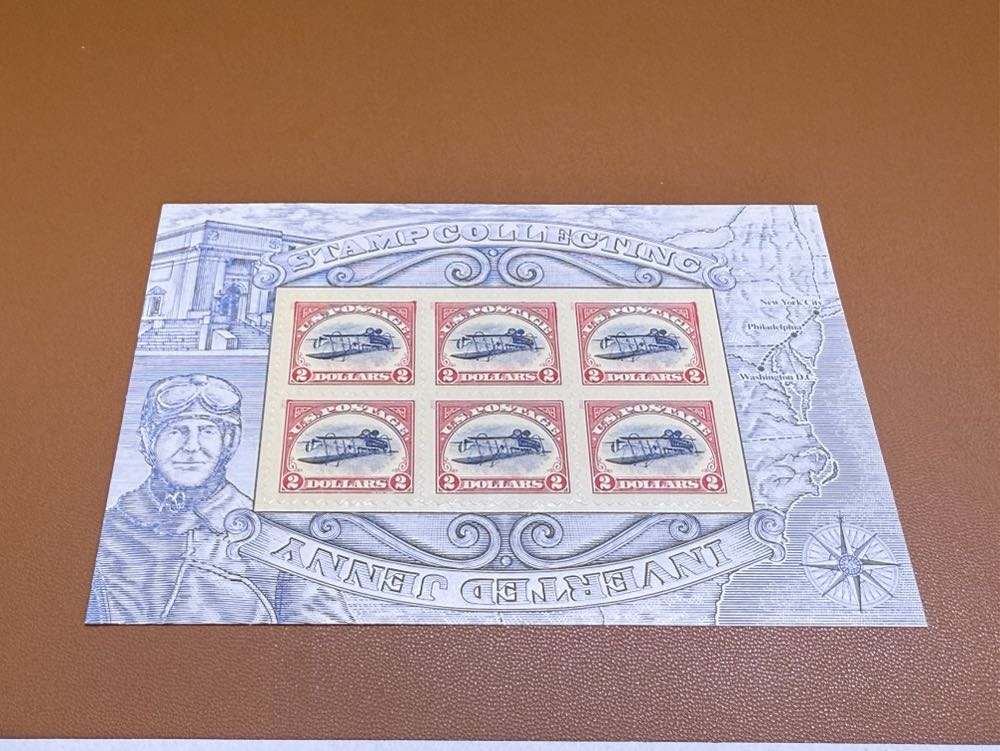 STAMP COLLECTING
New York City
Philadelphia
Washington D.C.
U.S. POSTAGE
2 DOLLARS 2
U.S. POSTAGE
2 DOLLARS 2
U.S. POSTAGE
2 DOLLARS 2
U.S. POSTAGE
2 DOLLARS 2
U.S. POSTAGE
2 DOLLARS 2
U.S. POSTAGE
2 DOLLARS 2
INVERTED JENNY